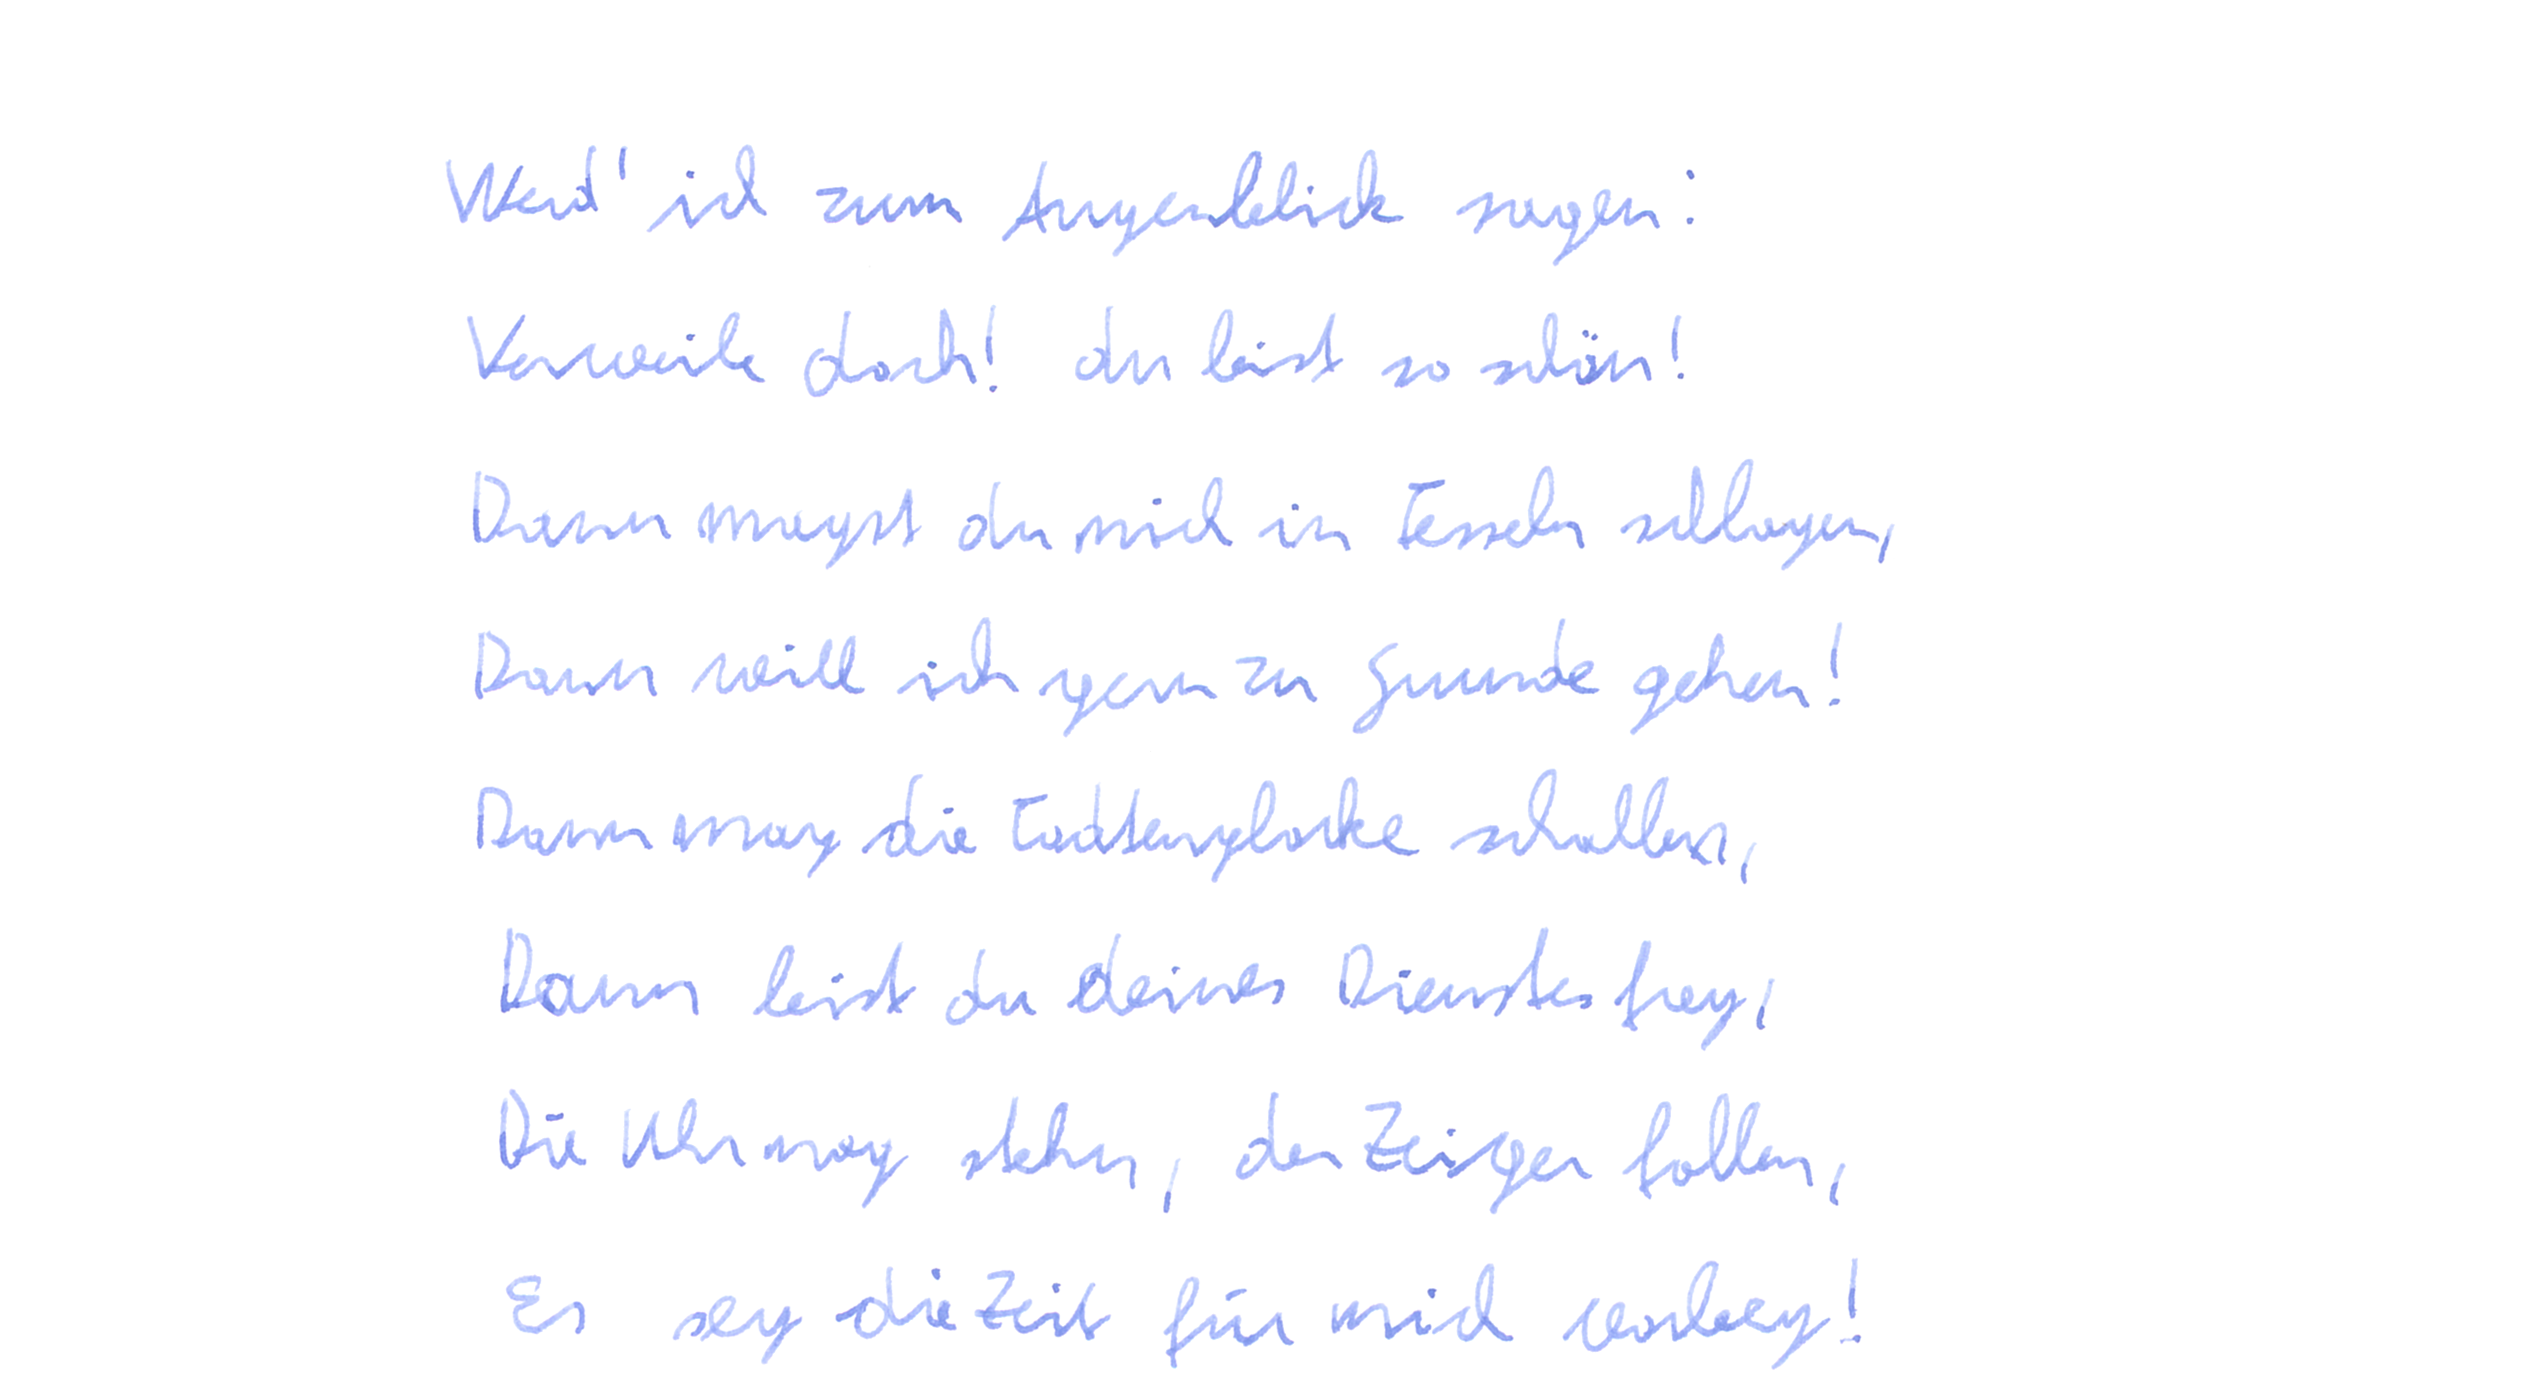 Werd' ich zum Augenblick sagen:
Verweile doch! du bist so schön!
Dann magst du mich in Fesseln schlagen,
Dann will ich gern zu Grunde gehen!
Dann mag die Todtenglocke schallen,
Dann bist du deines Dienstes frey,
Die Uhr mag stehn, der Zeiger fallen,
Es sey die Zeit für mich vorbey!